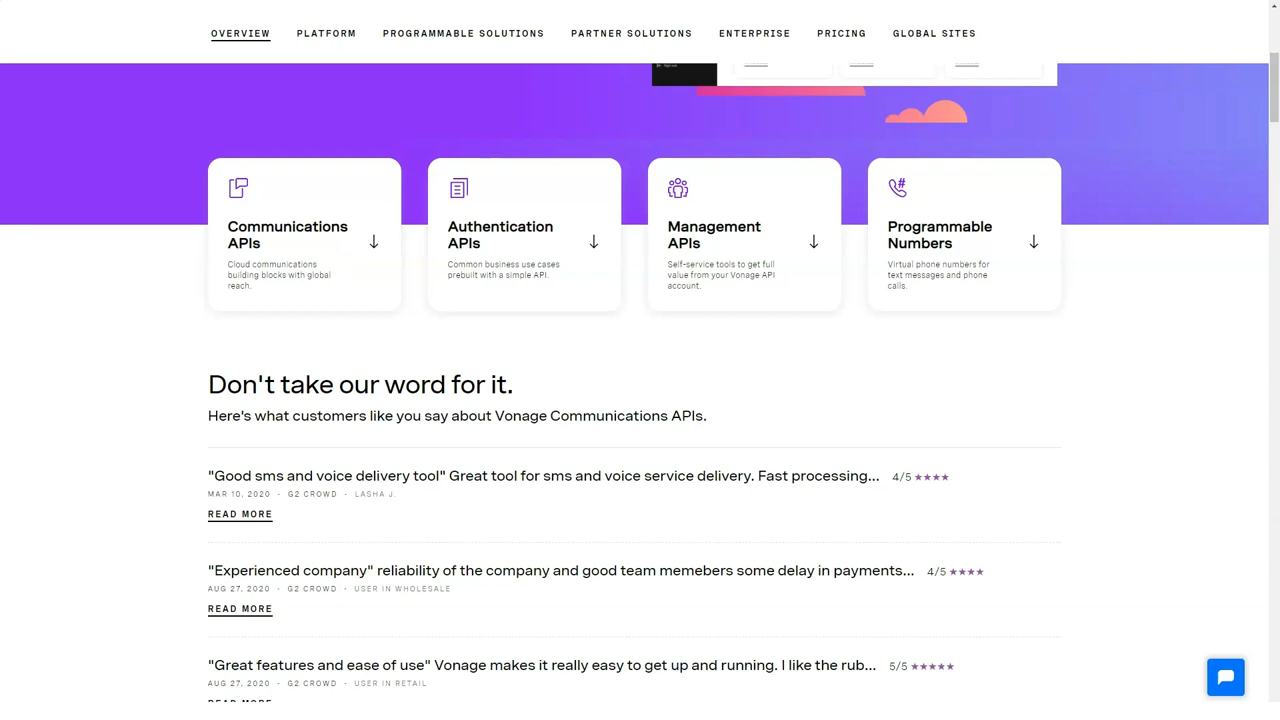 OVERVIEW PLATFORM PROGRAMMABLE SOLUTIONS PARTNER SOLUTIONS ENTERPRISE PRICING GLOBAL SITES
Communications
APIs
Cloud communications
building blocks with global
reach.
Authentication
APIs
Common business use cases
prebuilt with a simple API.
Management
APIs
Self-service tools to get full
value from your Vonage API
account.
Programmable
Numbers
Virtual phone numbers for
text messages and phone
calls.
Don't take our word for it.
Here's what customers like you say about Vonage Communications APIs.
"Good sms and voice delivery tool" Great tool for sms and voice service delivery. Fast processing... 4/5 ★★★★
MAR 10, 2020 - G2 CROWD - LASHA J.
READ MORE
"Experienced company" reliability of the company and good team memebers some delay in payments... 4/5 ★★★★
AUG 27, 2020 - G2 CROWD - USER IN WHOLESALE
READ MORE
"Great features and ease of use" Vonage makes it really easy to get up and running. I like the rub... 5/5 ★★★★★
AUG 27, 2020 - G2 CROWD - USER IN RETAIL
READ MORE